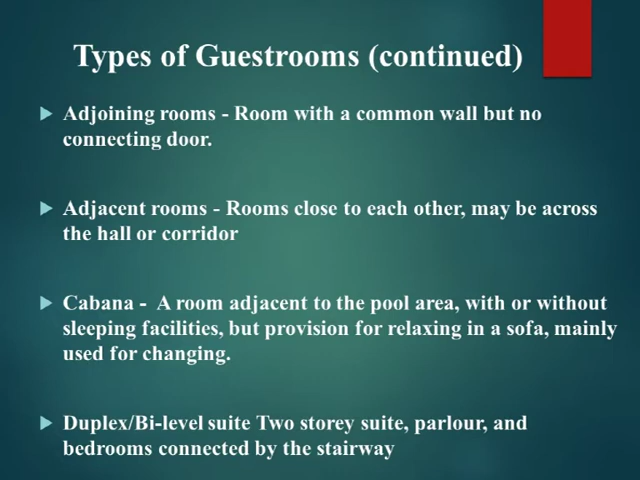 Types of Guestrooms (continued)
Adjoining rooms - Room with a common wall but no
connecting door.
Adjacent rooms - Rooms close to each other, may be across
the hall or corridor
Cabana - A room adjacent to the pool area, with or without
sleeping facilities, but provision for relaxing in a sofa, mainly
used for changing.
Duplex/Bi-level suite Two storey suite, parlour, and
bedrooms connected by the stairway